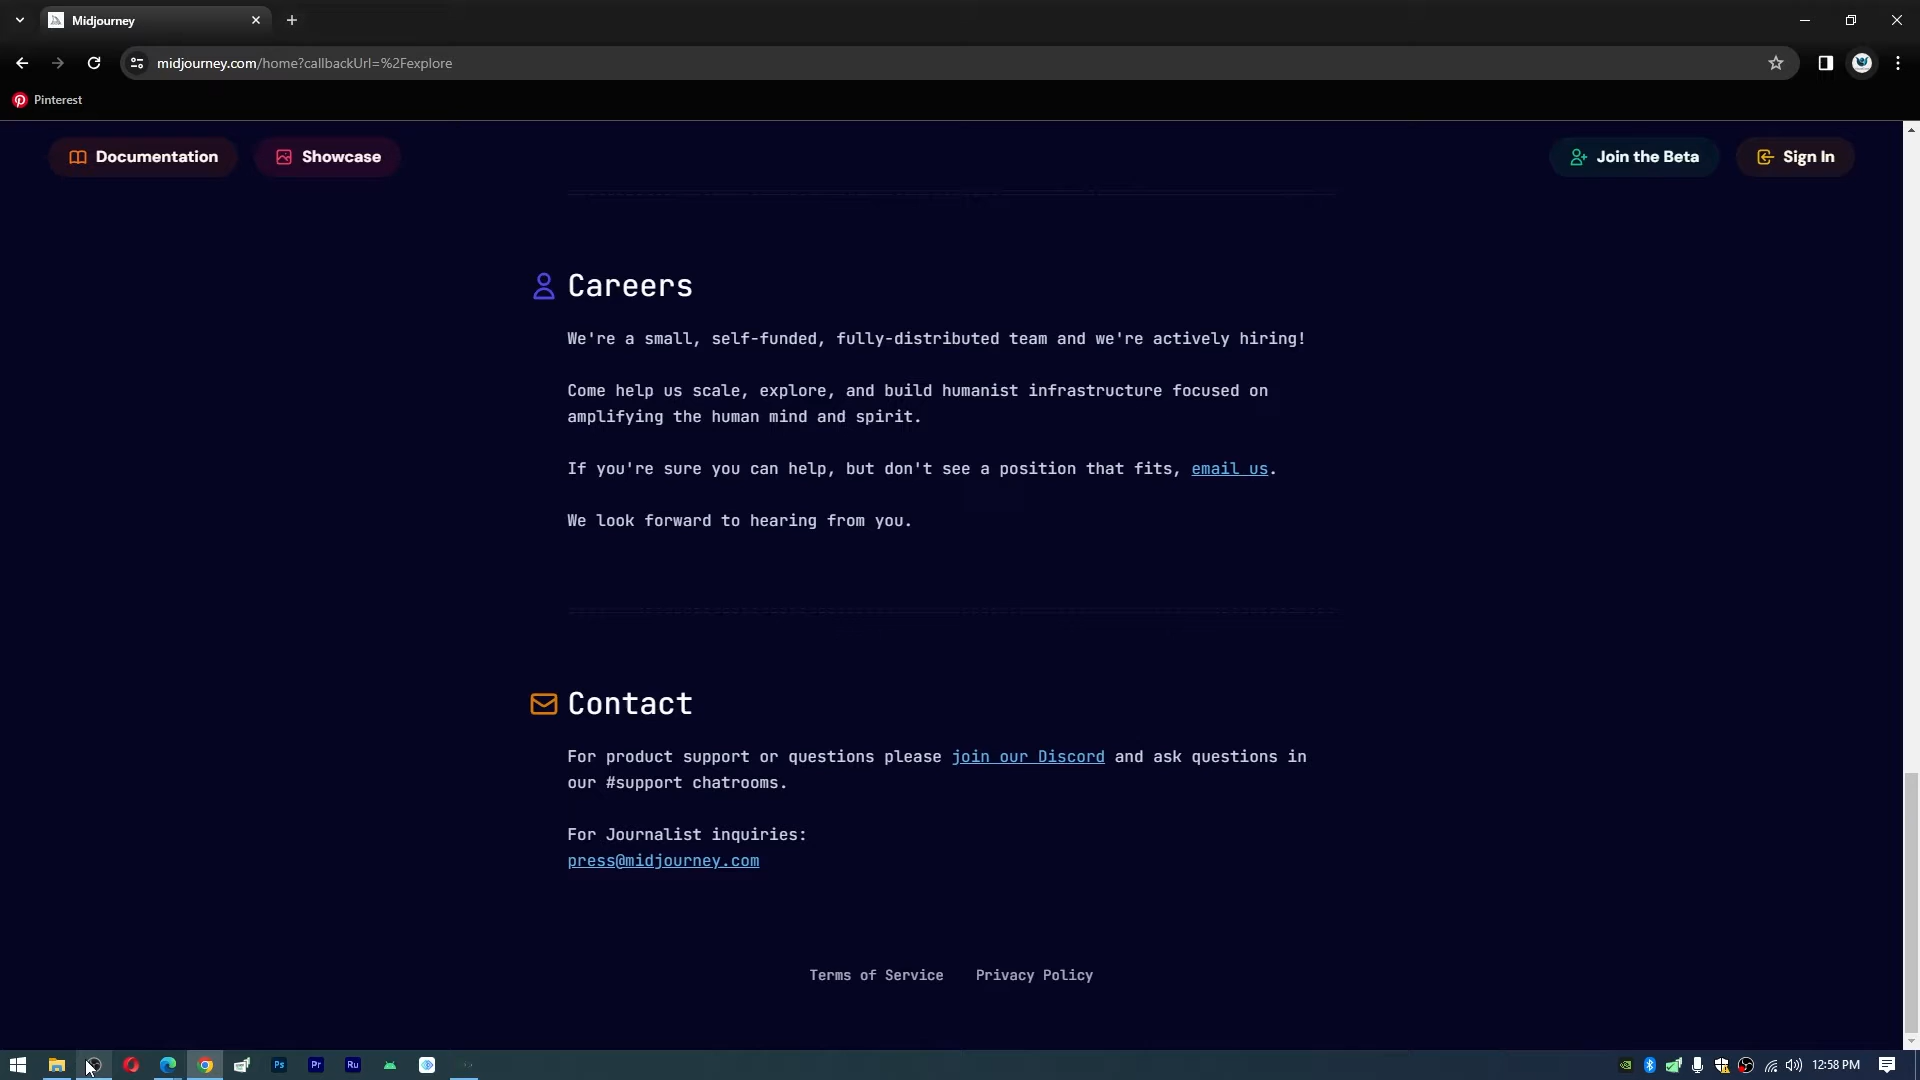 Midjourney
midjourney.com/home?callbackUrl=%2Fexplore
Pinterest
Documentation
Showcase
Join the Beta
Sign In
Careers
We're a small, self-funded, fully-distributed team and we're actively hiring!
Come help us scale, explore, and build humanist infrastructure focused on
amplifying the human mind and spirit.
If you're sure you can help, but don't see a position that fits, email us.
We look forward to hearing from you.
Contact
For product support or questions please join our Discord and ask questions in
our #support chatrooms.
For Journalist inquiries:
press@midjourney.com
Terms of Service
Privacy Policy
Ps
Pr
Ru
12:58 PM